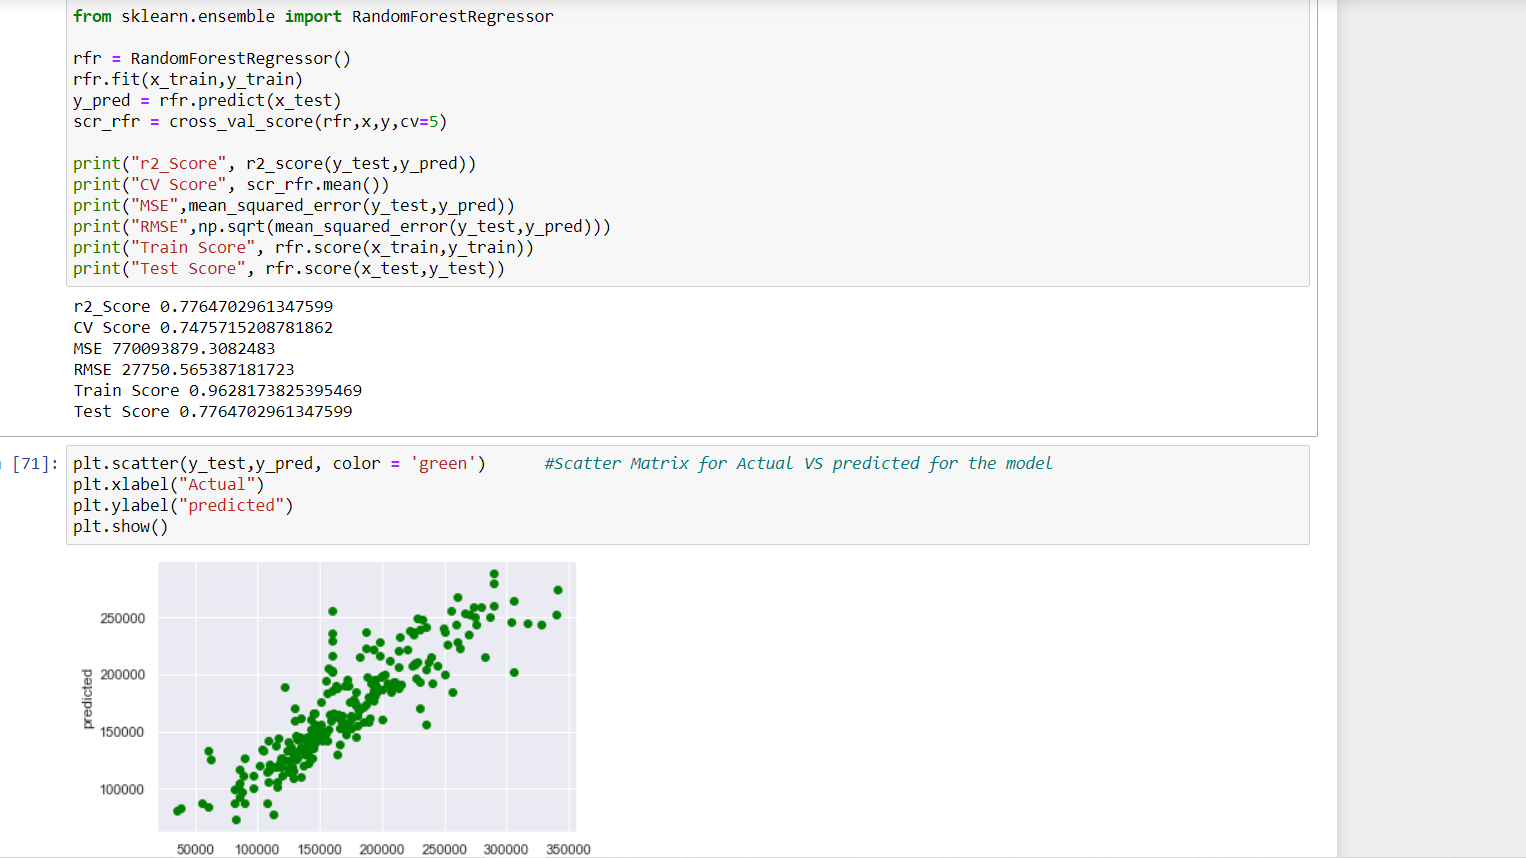 from sklearn.ensemble import RandomForestRegressor
rfr = RandomForestRegressor()
rfr.fit(x_train,y_train)
y_pred = rfr.predict(x_test)
scr_rfr = cross_val_score(rfr,x,y,cv=5)
print("r2_Score", r2_score(y_test,y_pred))
print("CV Score", scr_rfr.mean())
print("MSE",mean_squared_error(y_test,y_pred))
print("RMSE",np.sqrt(mean_squared_error(y_test,y_pred)))
print("Train Score", rfr.score(x_train,y_train))
print("Test Score", rfr.score(x_test,y_test))
r2_Score 0.7764702961347599
CV Score 0.7475715208781862
MSE 770093879.3082483
RMSE 27750.565387181723
Train Score 0.9628173825395469
Test Score 0.7764702961347599
[71]: plt.scatter(y_test,y_pred, color = 'green') #Scatter Matrix for Actual VS predicted for the model
plt.xlabel("Actual")
plt.ylabel("predicted")
plt.show()
predicted
250000
200000
150000
100000
50000 100000 150000 200000 250000 300000 350000